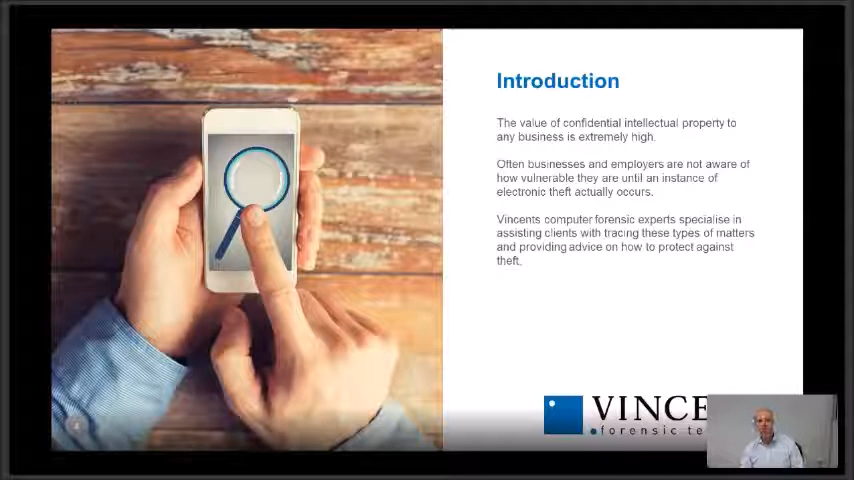 Introduction
The value of confidential intellectual property to
any business is extremely high.
Often businesses and employers are not aware of
how vulnerable they are until an instance of
electronic theft actually occurs.
Vincents computer forensic experts specialise in
assisting clients with tracing these types of matters
and providing advice on how to protect against
theft.
VINCE
forensic te
4